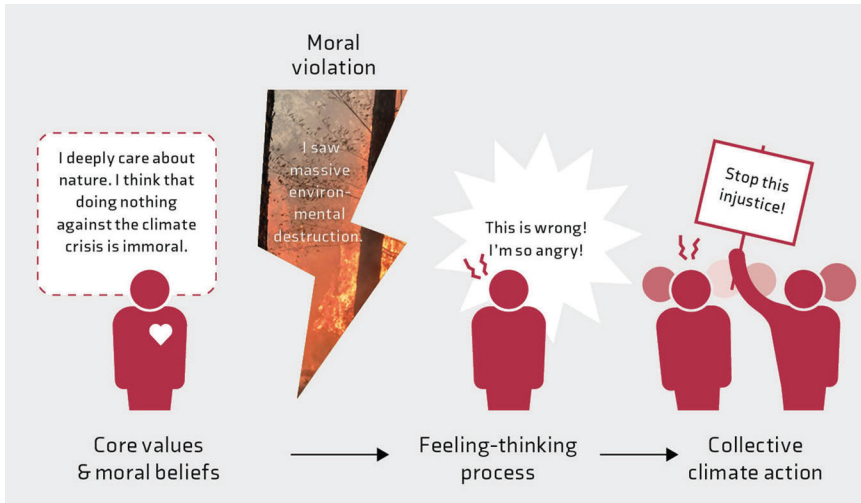 Moral
violation
I deeply care about
nature. I think that
doing nothing
against the climate
crisis is immoral.
I saw
massive
environ-
mental
destruction.
This is wrong!
I'm so angry!
Stop this
injustice!
Core values
& moral beliefs
Feeling-thinking
process
Collective
climate action